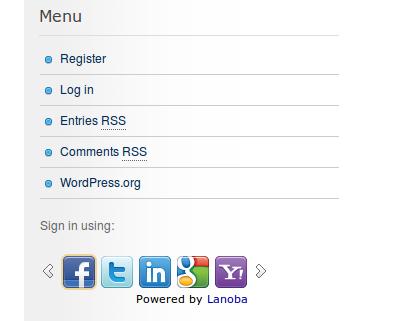 Menu
Register
Log in
Entries RSS
Comments RSS
WordPress.org
Sign in using:
f t in g Y!
Powered by Lanoba